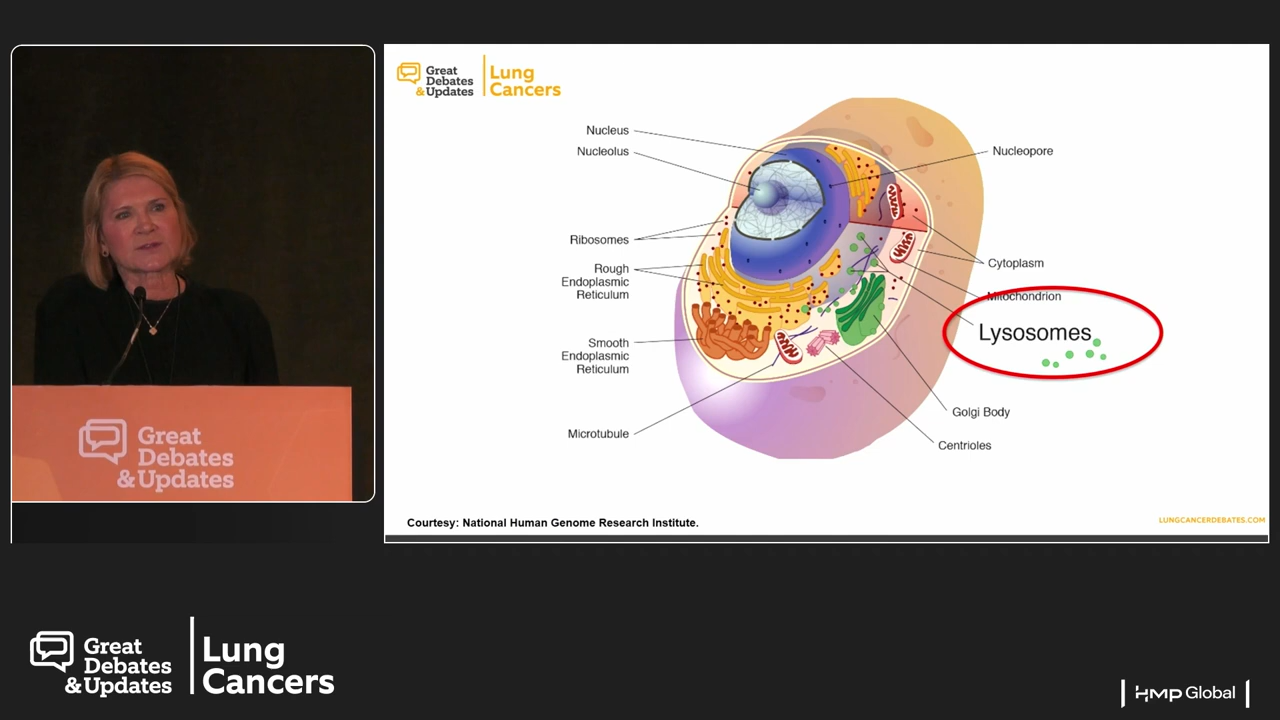 Great
Debates
& Updates
Great
Debates
& Updates
Lung
Cancers
Nucleus
Nucleolus
Ribosomes
Rough
Endoplasmic
Reticulum
Smooth
Endoplasmic
Reticulum
Microtubule
Nucleopore
Cytoplasm
Mitochondrion
Lysosomes
Golgi Body
Centrioles
Courtesy: National Human Genome Research Institute.
LUNGCANCERDEBATES.COM
Great
Debates
& Updates
Lung
Cancers
HMP Global